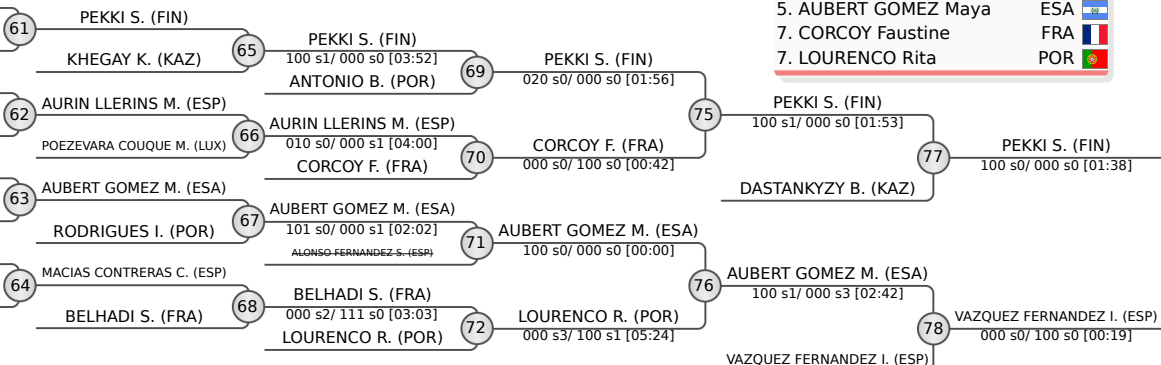 5. AUBERT GOMEZ Maya ESA
7. CORCOY Faustine FRA
7. LOURENCO Rita POR
61
PEKKI S. (FIN)
KHEGAY K. (KAZ)
62
AURIN LLERINS M. (ESP)
POEZEVARA COUQUE M. (LUX)
63
AUBERT GOMEZ M. (ESA)
RODRIGUES I. (POR)
64
MACIAS CONTRERAS C. (ESP)
BELHADI S. (FRA)
65
PEKKI S. (FIN)
100 s1/ 000 s0 [03:52]
ANTONIO B. (POR)
66
AURIN LLERINS M. (ESP)
010 s0/ 000 s1 [04:00]
CORCOY F. (FRA)
67
AUBERT GOMEZ M. (ESA)
101 s0/ 000 s1 [02:02]
ALONSO FERNANDEZ S. (ESP)
68
BELHADI S. (FRA)
000 s2/ 111 s0 [03:03]
LOURENCO R. (POR)
69
PEKKI S. (FIN)
020 s0/ 000 s0 [01:56]
70
CORCOY F. (FRA)
000 s0/ 100 s0 [00:42]
71
AUBERT GOMEZ M. (ESA)
100 s0/ 000 s0 [00:00]
72
LOURENCO R. (POR)
000 s3/ 100 s1 [05:24]
75
PEKKI S. (FIN)
100 s1/ 000 s0 [01:53]
DASTANKYZY B. (KAZ)
76
AUBERT GOMEZ M. (ESA)
100 s1/ 000 s3 [02:42]
VAZQUEZ FERNANDEZ I. (ESP)
77
PEKKI S. (FIN)
100 s0/ 000 s0 [01:38]
78
VAZQUEZ FERNANDEZ I. (ESP)
000 s0/ 100 s0 [00:19]